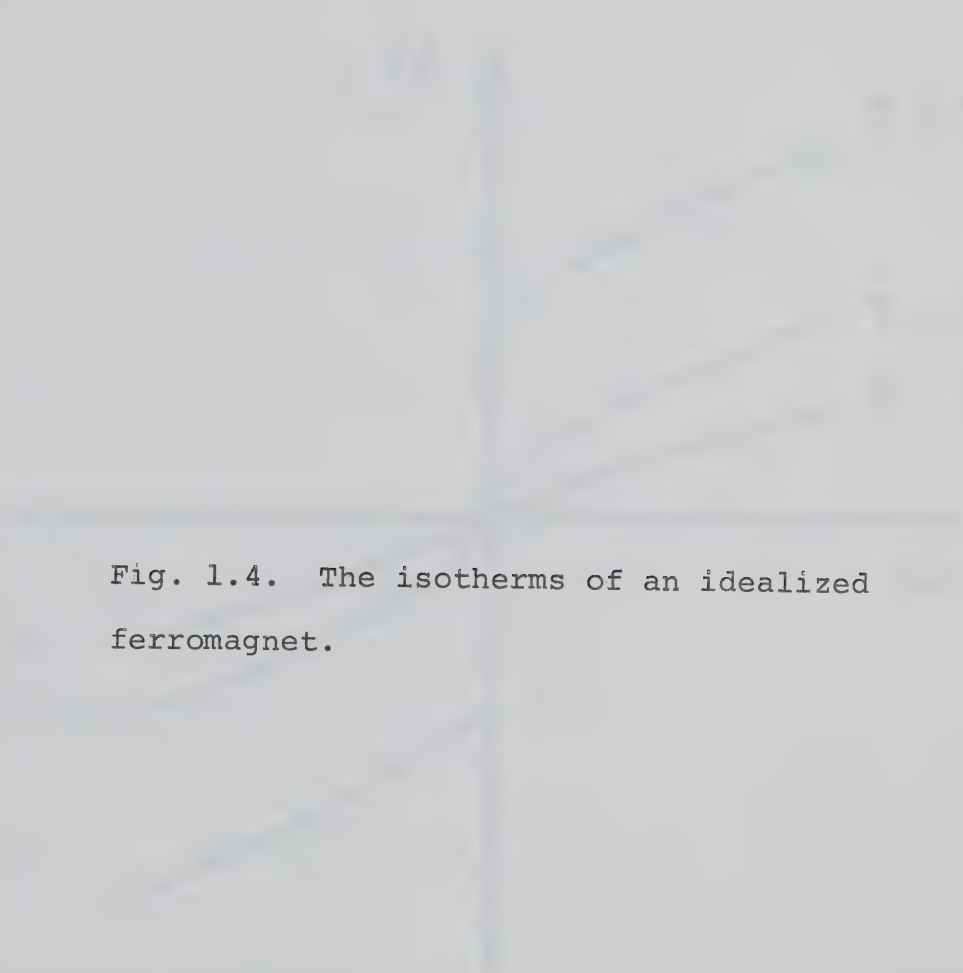 Fig. 1.4. The isotherms of an idealized
ferromagnet.